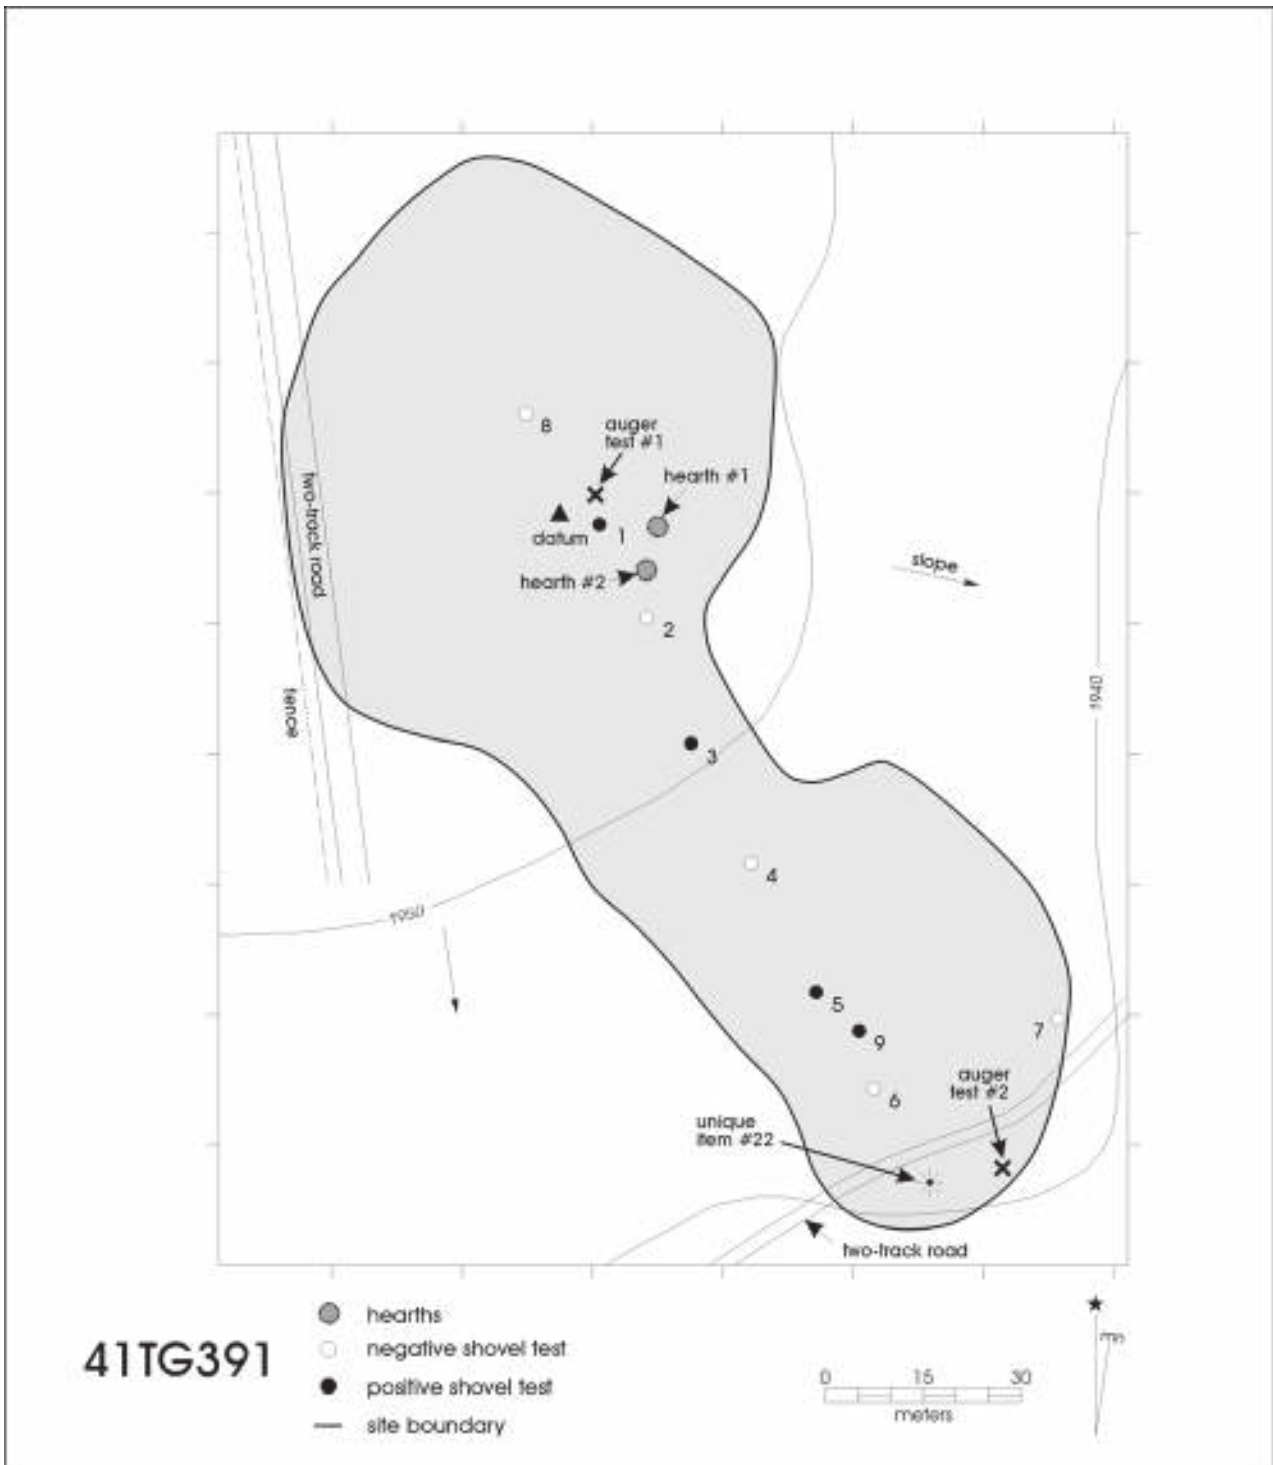 8
auger
test #1
hearth #1
two-track road
datum
1
slope
hearth #2
2
fence
1940
3
4
1950
5
9
7
auger
test #2
6
unique
item #22
two-track road
41TG391
hearths
negative shovel test
positive shovel test
site boundary
0 15 30
meters
mn